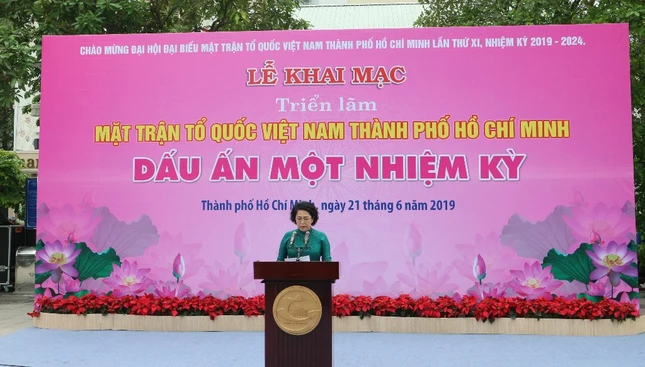 CHÀO MỪNG ĐẠI HỘI ĐẠI BIỂU MẶT TRẬN TỔ QUỐC VIỆT NAM THÀNH PHỐ HỒ CHÍ MINH LẦN THỨ XI, NHIỆM KỲ 2019 - 2024.
LỄ KHAI MẠC
Triển lãm
MẶT TRẬN TỔ QUỐC VIỆT NAM THÀNH PHỐ HỒ CHÍ MINH
DẤU ẤN MỘT NHIỆM KỲ
Thành phố Hồ Chí Minh, ngày 21 tháng 6 năm 2019